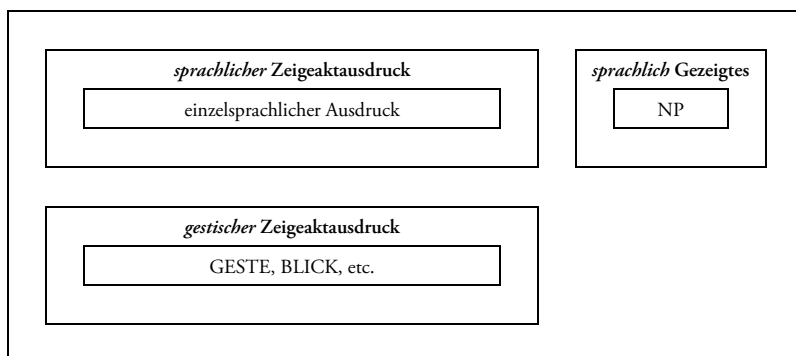 sprachlicher Zeigeaktausdruck
einzelsprachlicher Ausdruck
sprachlich Gezeigtes
NP
gestischer Zeigeaktausdruck
GESTE, BLICK, etc.